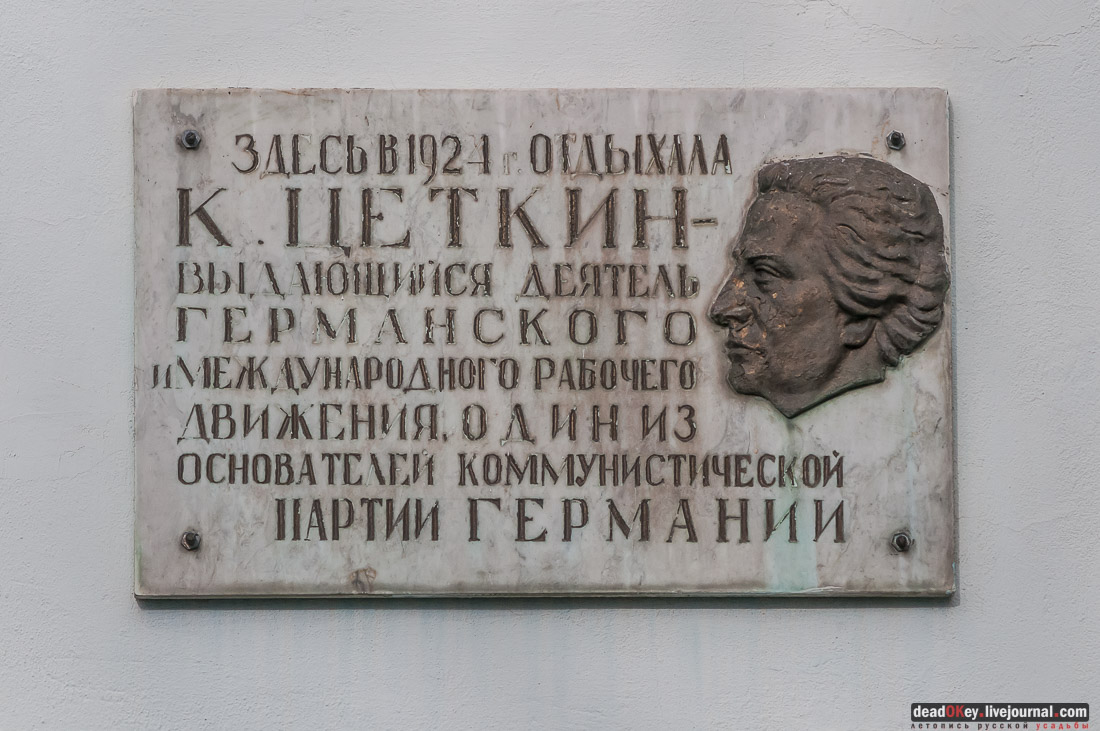 ЗДЕСЬ В 1924 г. ОТДЫХАЛА
К. ЦЕТКИН-
ВЫДАЮЩИЙСЯ ДЕЯТЕЛЬ
ГЕРМАНСКОГО
И МЕЖДУНАРОДНОГО РАБОЧЕГО
ДВИЖЕНИЯ, ОДИН ИЗ
ОСНОВАТЕЛЕЙ КОММУНИСТИЧЕСКОЙ
ПАРТИИ ГЕРМАНИИ
deadOKey.livejournal.com
летопись русской усадьбы